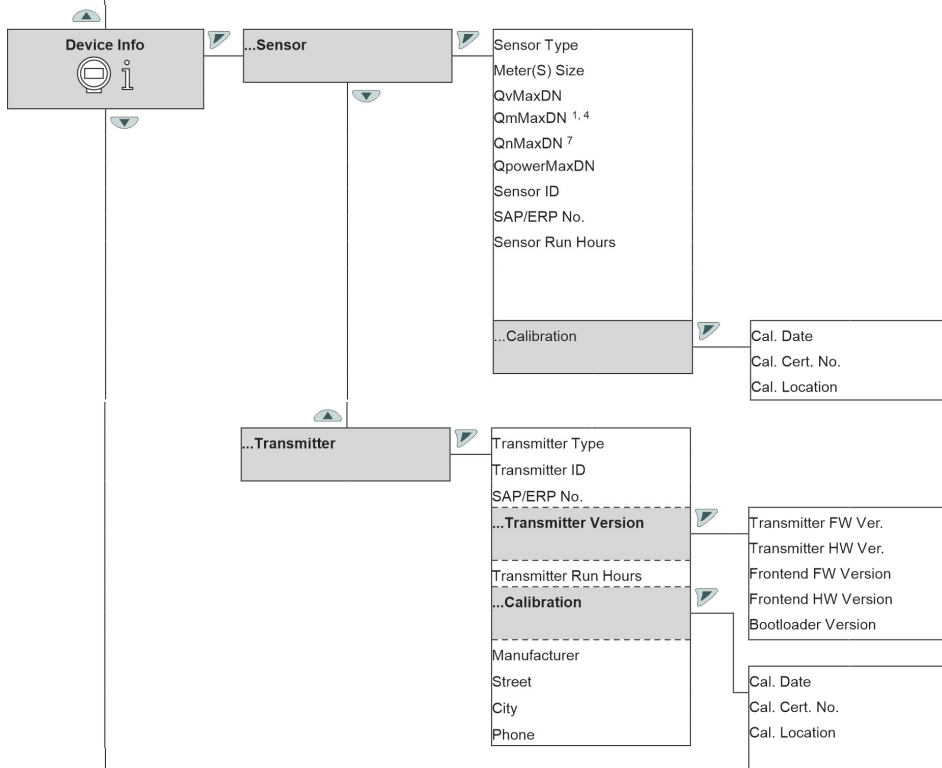 Device Info
...Sensor
Sensor Type
Meter(S) Size
QvMaxDN
QmMaxDN 1, 4
QnMaxDN 7
QpowerMaxDN
Sensor ID
SAP/ERP No.
Sensor Run Hours
...Calibration
Cal. Date
Cal. Cert. No.
Cal. Location
...Transmitter
Transmitter Type
Transmitter ID
SAP/ERP No.
...Transmitter Version
Transmitter FW Ver.
Transmitter HW Ver.
Frontend FW Version
Frontend HW Version
Bootloader Version
Transmitter Run Hours
...Calibration
Cal. Date
Cal. Cert. No.
Cal. Location
Manufacturer
Street
City
Phone